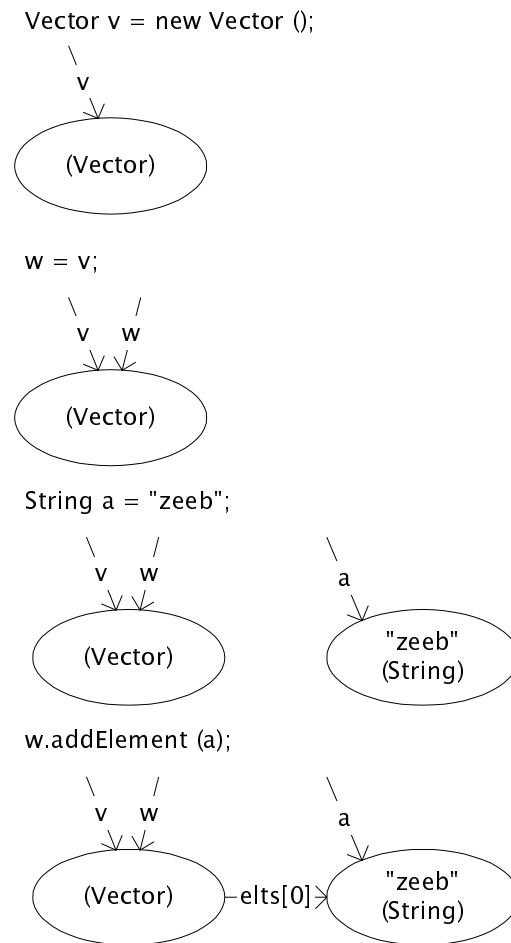 Vector v = new Vector ();
v
(Vector)
w = v;
v w
(Vector)
String a = "zeeb";
v w a
(Vector) "zeeb"
(String)
w.addElement (a);
v w a
(Vector) elts[0] "zeeb"
(String)